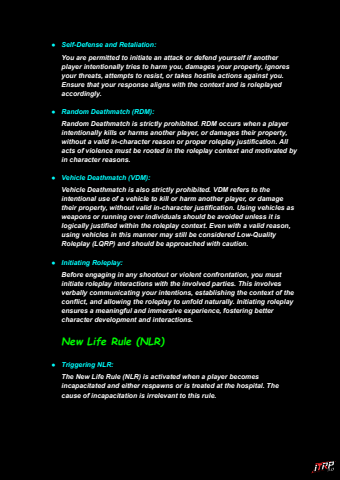 Self-Defense and Retaliation:
You are permitted to initiate an attack or defend yourself if another
player intentionally tries to harm you, damages your property, ignores
your threats, attempts to resist, or takes hostile actions against you.
Ensure that your response aligns with the context and is roleplayed
accordingly.
Random Deathmatch (RDM):
Random Deathmatch is strictly prohibited. RDM occurs when a player
intentionally kills or harms another player, or damages their property,
without a valid in-character reason or proper roleplay justification. All
acts of violence must be rooted in the roleplay context and motivated by
in character reasons.
Vehicle Deathmatch (VDM):
Vehicle Deathmatch is also strictly prohibited. VDM refers to the
intentional use of a vehicle to kill or harm another player, or damage
their property, without valid in-character justification. Using vehicles as
weapons or running over individuals should be avoided unless it is
logically justified within the roleplay context. Even with a valid reason,
using vehicles in this manner may still be considered Low-Quality
Roleplay (LQRP) and should be approached with caution.
Initiating Roleplay:
Before engaging in any shootout or violent confrontation, you must
initiate roleplay interactions with the involved parties. This involves
verbally communicating your intentions, establishing the context of the
conflict, and allowing the roleplay to unfold naturally. Initiating roleplay
ensures a meaningful and immersive experience, fostering better
character development and interactions.
New Life Rule (NLR)
Triggering NLR:
The New Life Rule (NLR) is activated when a player becomes
incapacitated and either respawns or is treated at the hospital. The
cause of incapacitation is irrelevant to this rule.